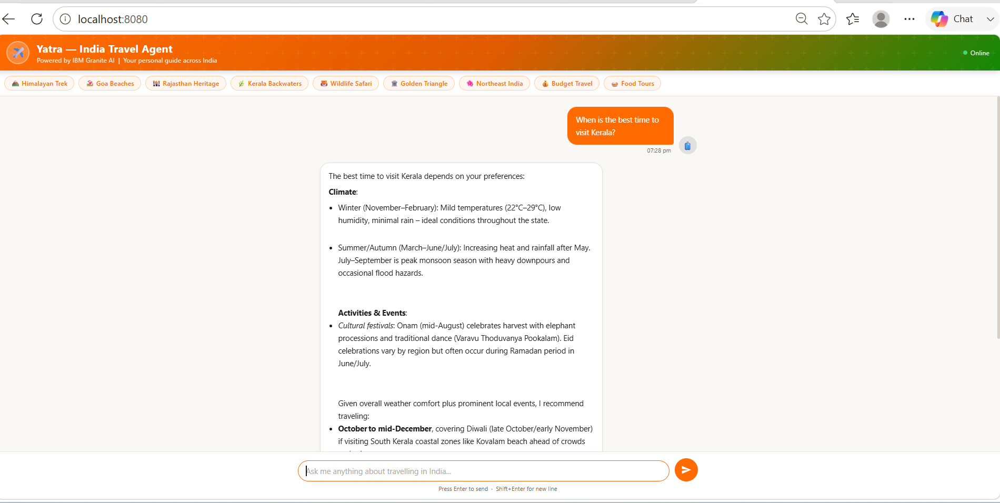 localhost:8080
Chat
Yatra — India Travel Agent
Powered by IBM Granite AI | Your personal guide across India
Online
Himalayan Trek
Goa Beaches
Rajasthan Heritage
Kerala Backwaters
Wildlife Safari
Golden Triangle
Northeast India
Budget Travel
Food Tours
When is the best time to
visit Kerala?
07:28 pm
The best time to visit Kerala depends on your preferences:
Climate:
• Winter (November–February): Mild temperatures (22°C–29°C), low
humidity, minimal rain – ideal conditions throughout the state.
• Summer/Autumn (March–June/July): Increasing heat and rainfall after May.
July–September is peak monsoon season with heavy downpours and
occasional flood hazards.
Activities & Events:
• Cultural festivals: Onam (mid-August) celebrates harvest with elephant
processions and traditional dance (Varavu Thoduvanya Pookalam). Eid
celebrations vary by region but often occur during Ramadan period in
June/July.
Given overall weather comfort plus prominent local events, I recommend
traveling:
• October to mid-December, covering Diwali (late October/early November)
if visiting South Kerala coastal zones like Kovalam beach ahead of crowds
Ask me anything about travelling in India...
Press Enter to send · Shift+Enter for new line